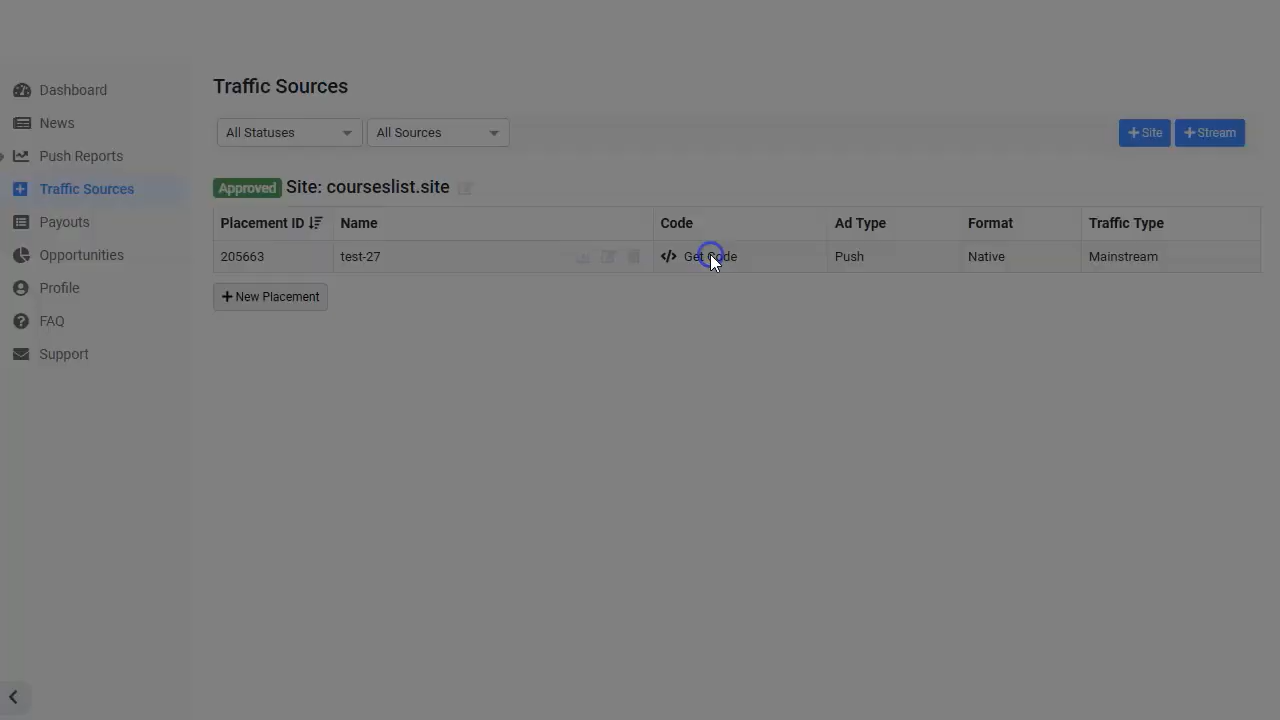 Dashboard
News
Push Reports
Traffic Sources
Payouts
Opportunities
Profile
FAQ
Support
Traffic Sources
All Statuses All Sources Site Stream
Approved Site: courseslist.site
Placement ID Name Code Ad Type Format Traffic Type
205663 test-27 Get Code Push Native Mainstream
New Placement